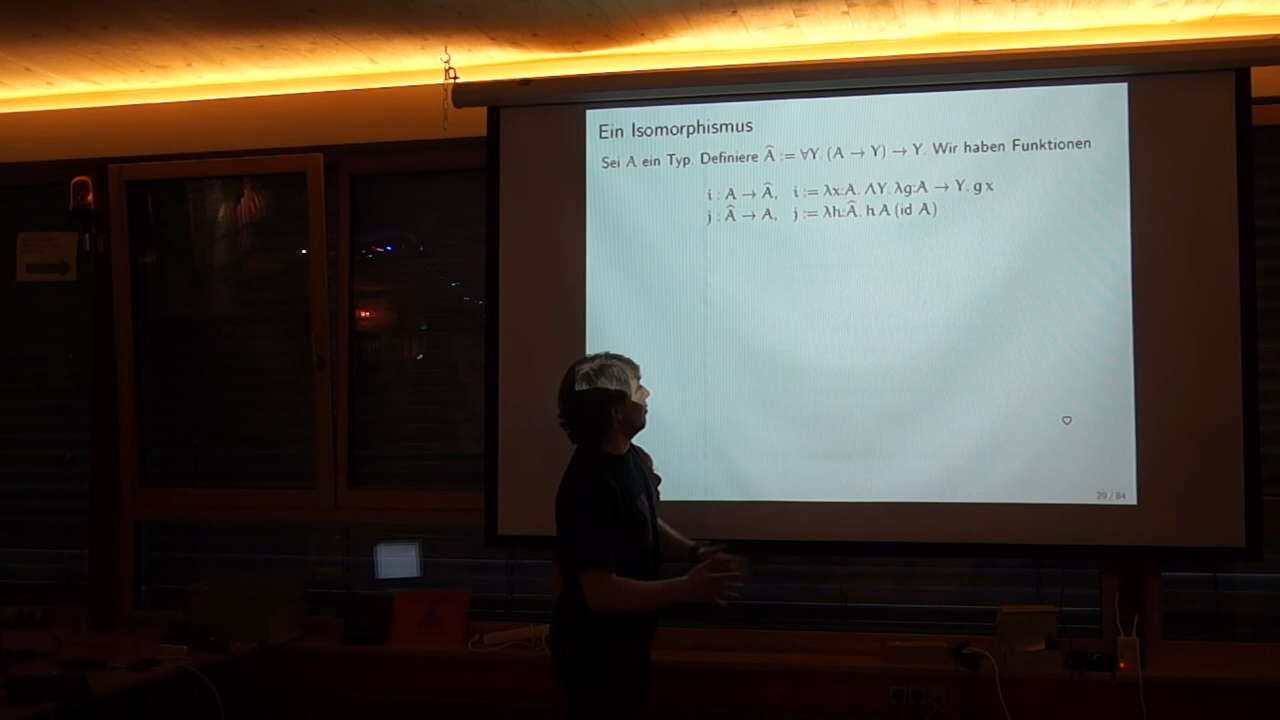 Ein Isomorphismus
Sei A ein Typ. Definiere Â := ∀Y. (A → Y) → Y. Wir haben Funktionen
i : A → Â, i := λx:A. ΛY. λg:A → Y. g x
j : Â → A, j := λh:Â. h A (id A)
29 / 84